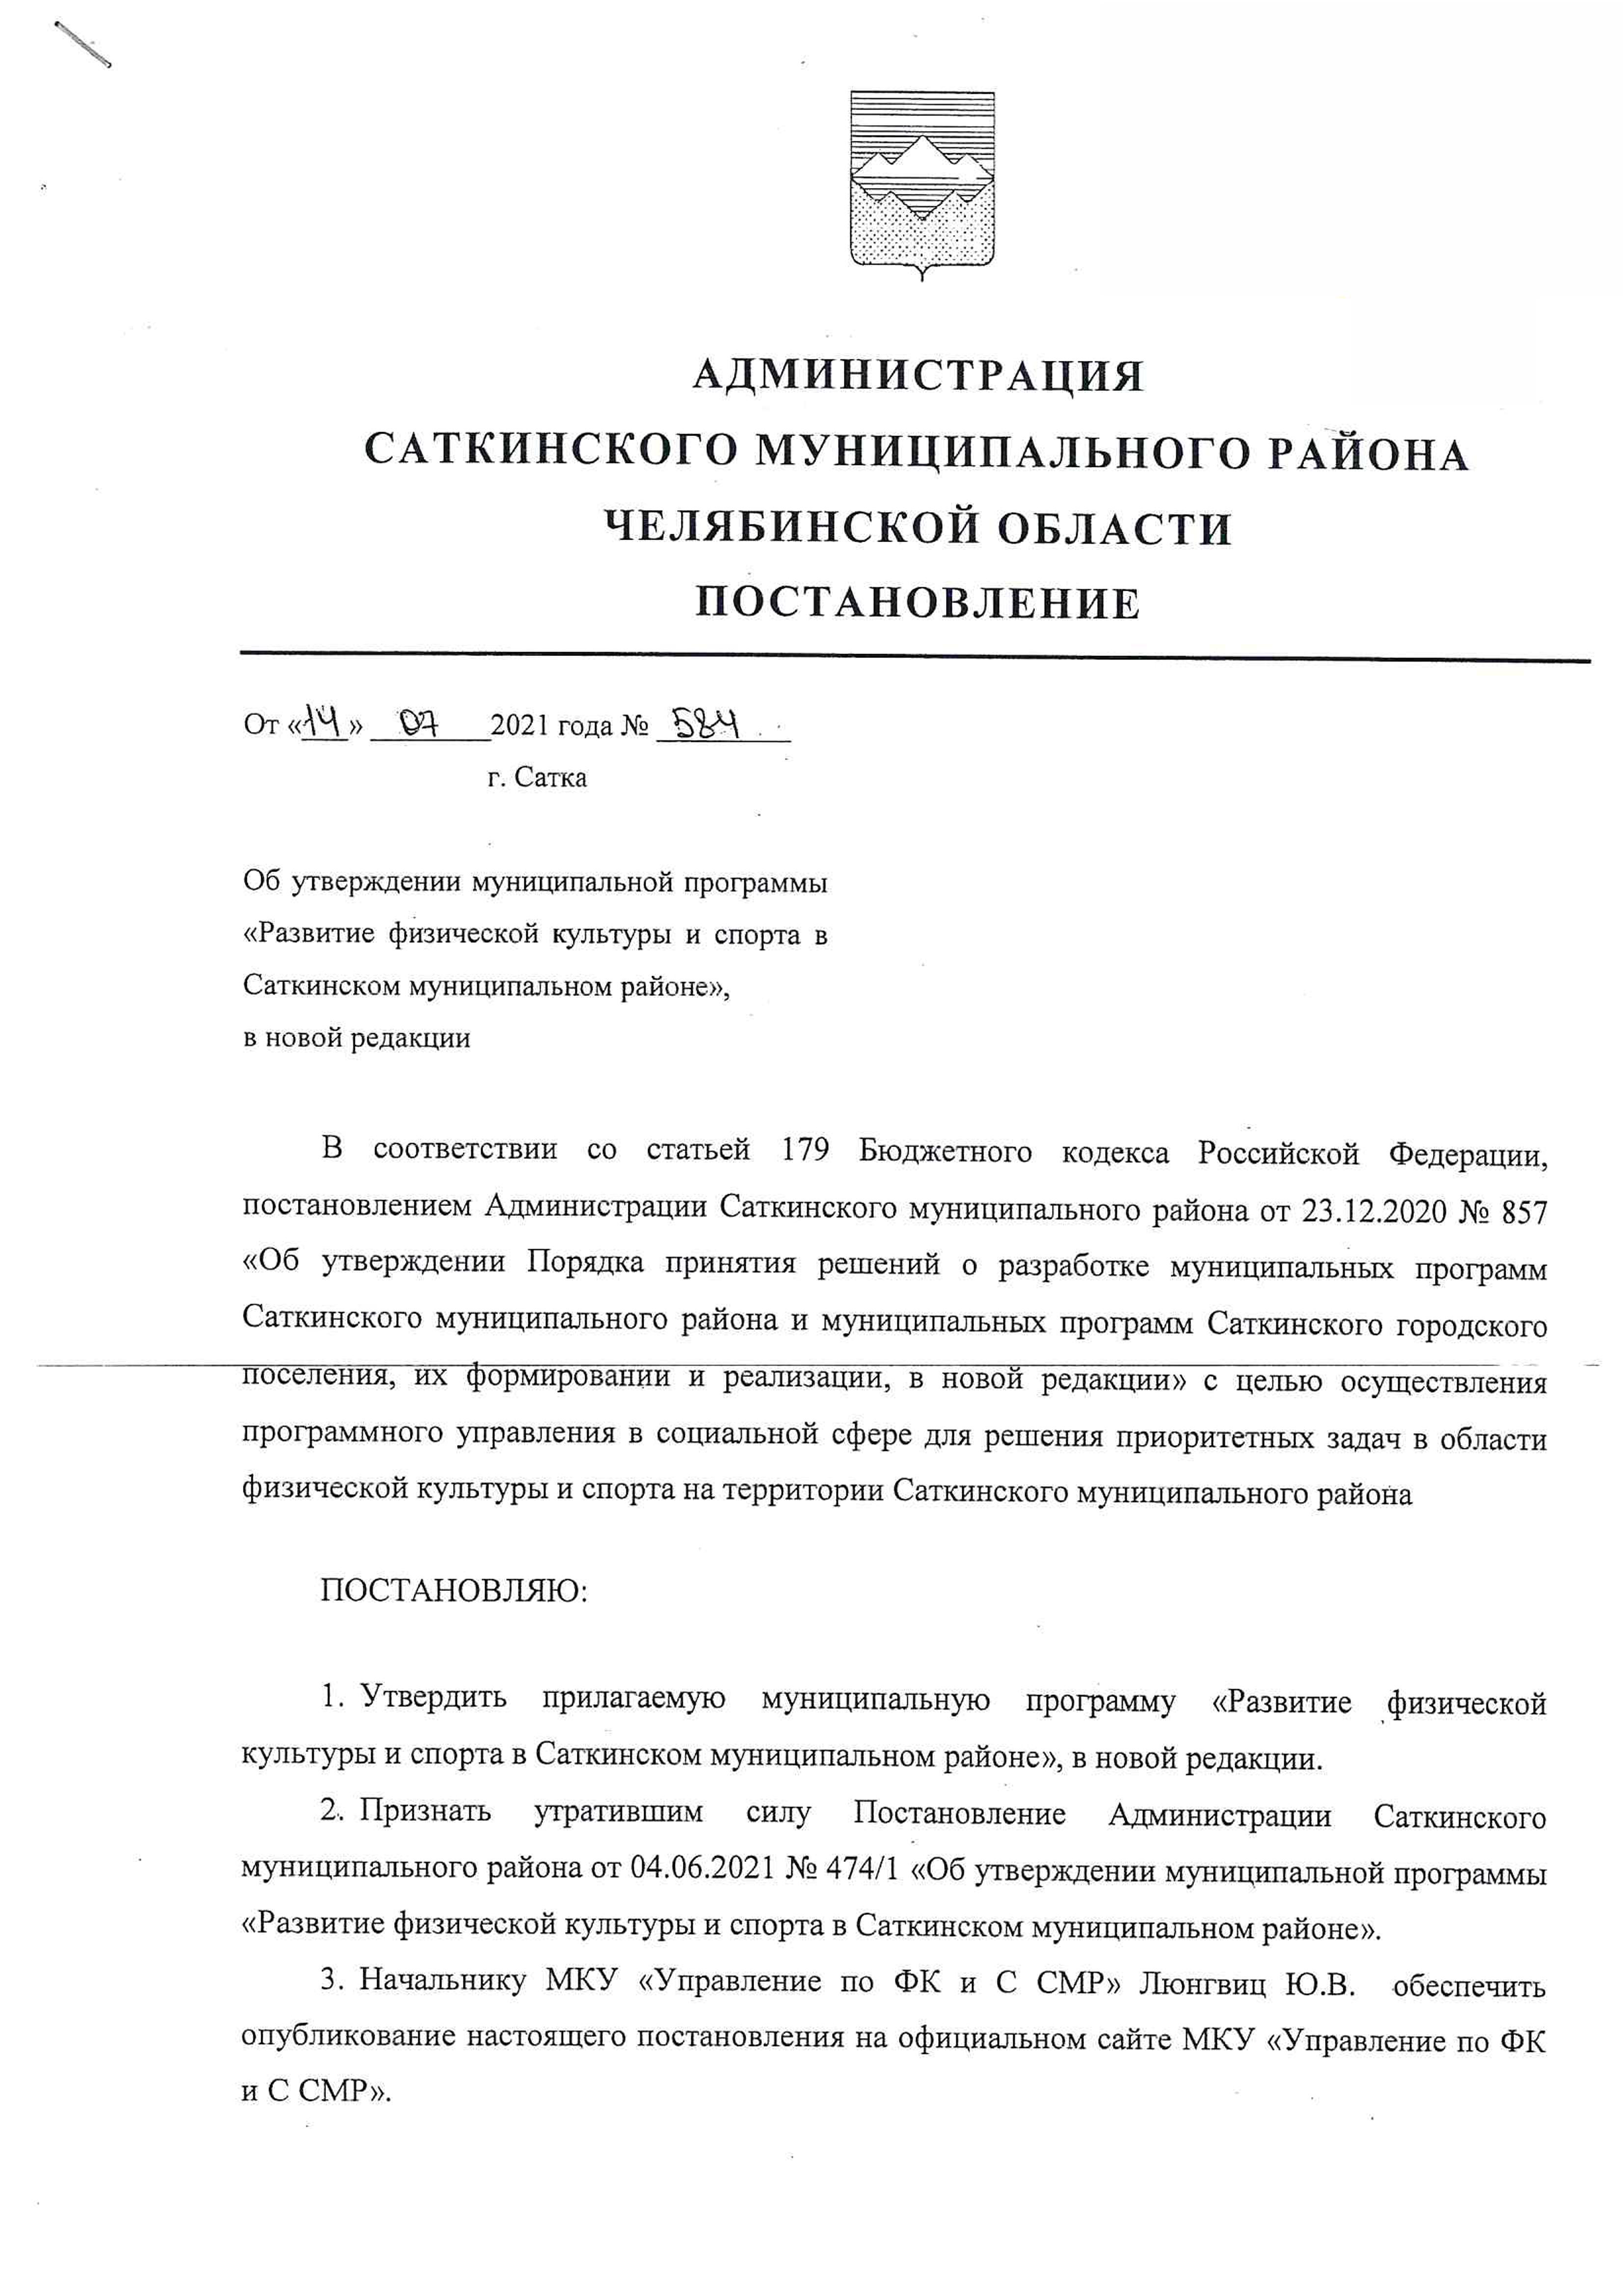 АДМИНИСТРАЦИЯ
САТКИНСКОГО МУНИЦИПАЛЬНОГО РАЙОНА
ЧЕЛЯБИНСКОЙ ОБЛАСТИ
ПОСТАНОВЛЕНИЕ
От «14» 07 2021 года № 584
г. Сатка
Об утверждении муниципальной программы
«Развитие физической культуры и спорта в
Саткинском муниципальном районе»,
в новой редакции
В соответствии со статьей 179 Бюджетного кодекса Российской Федерации,
постановлением Администрации Саткинского муниципального района от 23.12.2020 № 857
«Об утверждении Порядка принятия решений о разработке муниципальных программ
Саткинского муниципального района и муниципальных программ Саткинского городского
поселения, их формировании и реализации, в новой редакции» с целью осуществления
программного управления в социальной сфере для решения приоритетных задач в области
физической культуры и спорта на территории Саткинского муниципального района
ПОСТАНОВЛЯЮ:
1. Утвердить прилагаемую муниципальную программу «Развитие физической
культуры и спорта в Саткинском муниципальном районе», в новой редакции.
2. Признать утратившим силу Постановление Администрации Саткинского
муниципального района от 04.06.2021 № 474/1 «Об утверждении муниципальной программы
«Развитие физической культуры и спорта в Саткинском муниципальном районе».
3. Начальнику МКУ «Управление по ФК и С СМР» Люнгвиц Ю.В. обеспечить
опубликование настоящего постановления на официальном сайте МКУ «Управление по ФК
и С СМР».